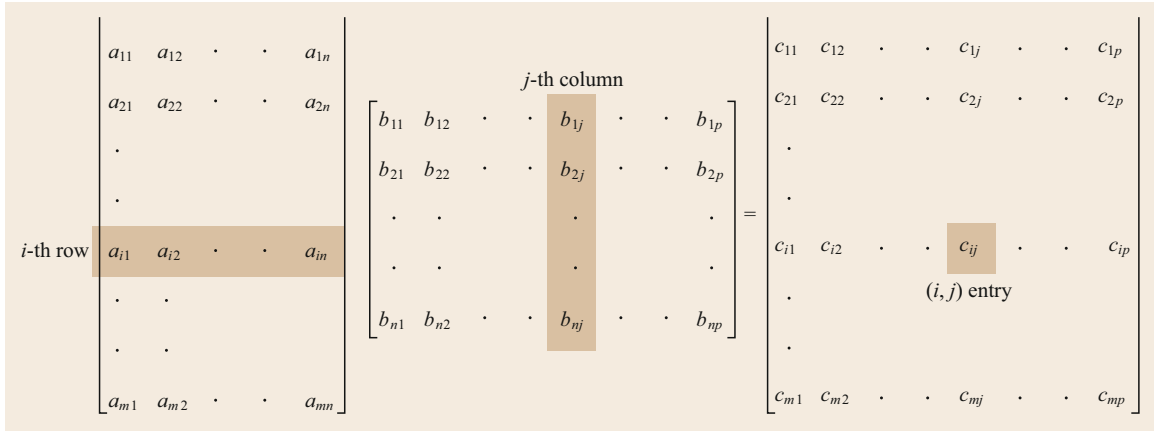 a11 a12 · · a1n
a21 a22 · · a2n
·
·
i-th row ai1 ai2 · · ain
· ·
· ·
am1 am2 · · amn
j-th column
b11 b12 · · b1j · · b1p
b21 b22 · · b2j · · b2p
· · · ·
· · · ·
bn1 bn2 · · bnj · · bnp
=
c11 c12 · · c1j · · c1p
c21 c22 · · c2j · · c2p
·
·
ci1 ci2 · · cij · · cip
(i, j) entry
·
·
cm1 cm2 · · cmj · · cmp